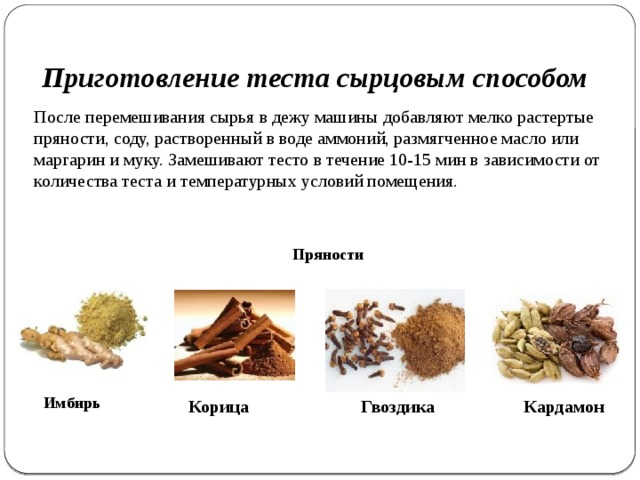 Приготовление теста сырцовым способом
После перемешивания сырья в дежу машины добавляют мелко растертые
пряности, соду, растворенный в воде аммоний, размягченное масло или
маргарин и муку. Замешивают тесто в течение 10-15 мин в зависимости от
количества теста и температурных условий помещения.
Пряности
Имбирь
Корица
Гвоздика
Кардамон